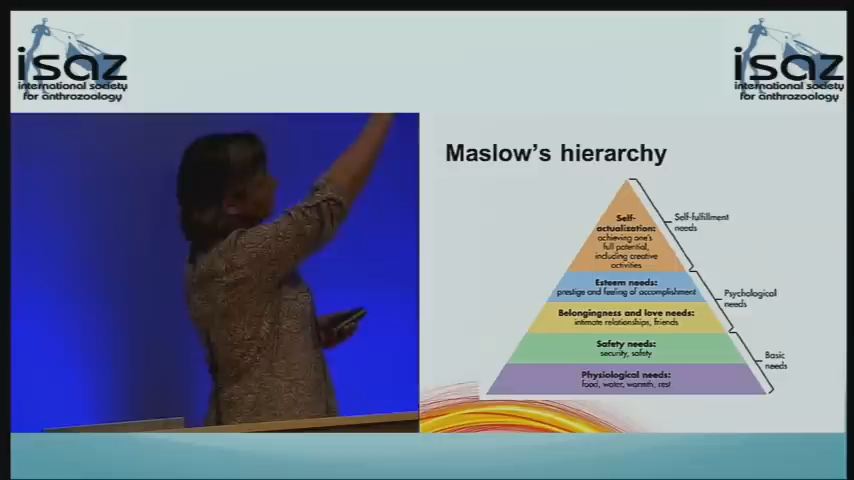 isaz
international society
for anthrozoology
isaz
international society
for anthrozoology
Maslow's hierarchy
Self-
actualization:
achieving one's
full potential,
including creative
activities
Self-fulfillment
needs
Esteem needs:
prestige and feeling of accomplishment
Psychological
needs
Belongingness and love needs:
intimate relationships, friends
Safety needs:
security, safety
Basic
needs
Physiological needs:
food, water, warmth, rest